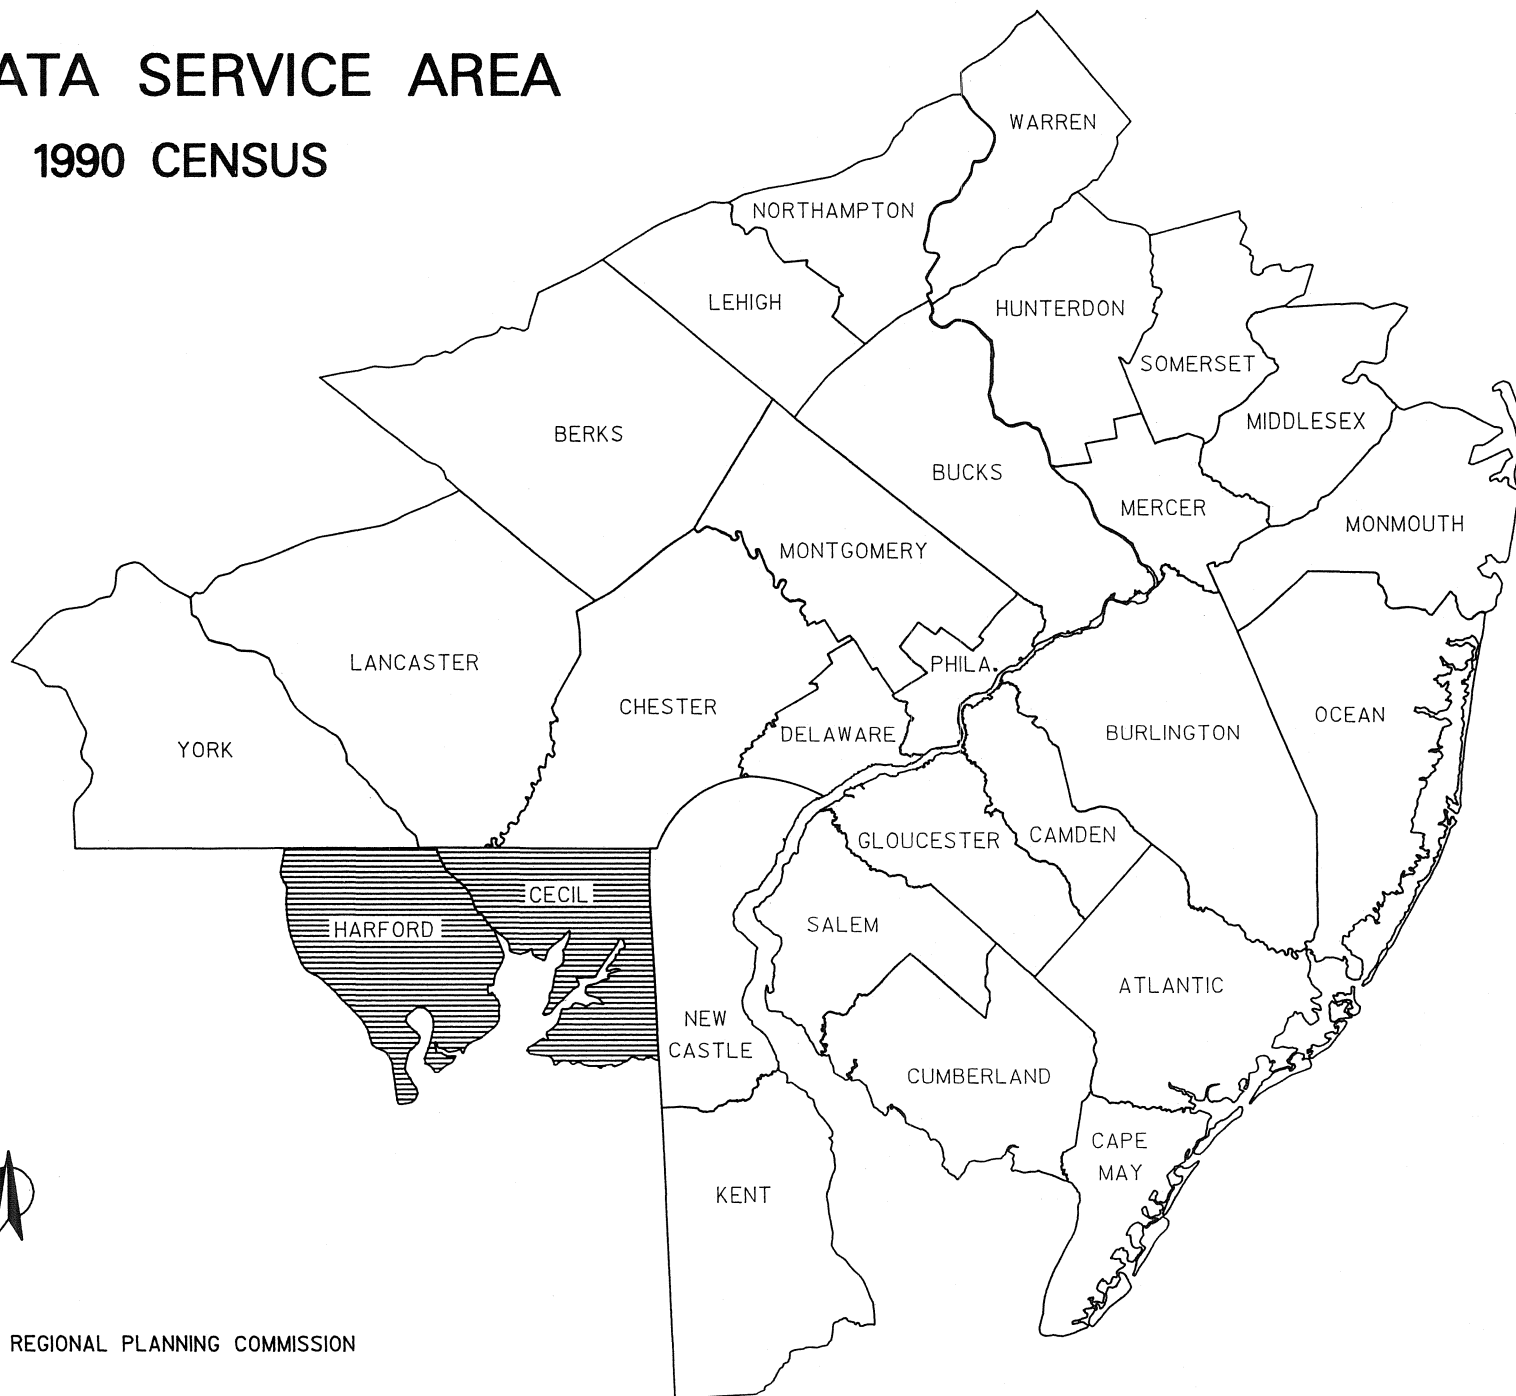 ATA SERVICE AREA
1990 CENSUS
WARREN
NORTHAMPTON
LEHIGH
HUNTERDON
SOMERSET
MIDDLESEX
BERKS
BUCKS
MERCER
MONMOUTH
MONTGOMERY
LANCASTER
PHILA.
CHESTER
DELAWARE
OCEAN
YORK
BURLINGTON
GLOUCESTER
CAMDEN
CECIL
HARFORD
SALEM
ATLANTIC
NEW
CASTLE
CUMBERLAND
CAPE
MAY
KENT
REGIONAL PLANNING COMMISSION